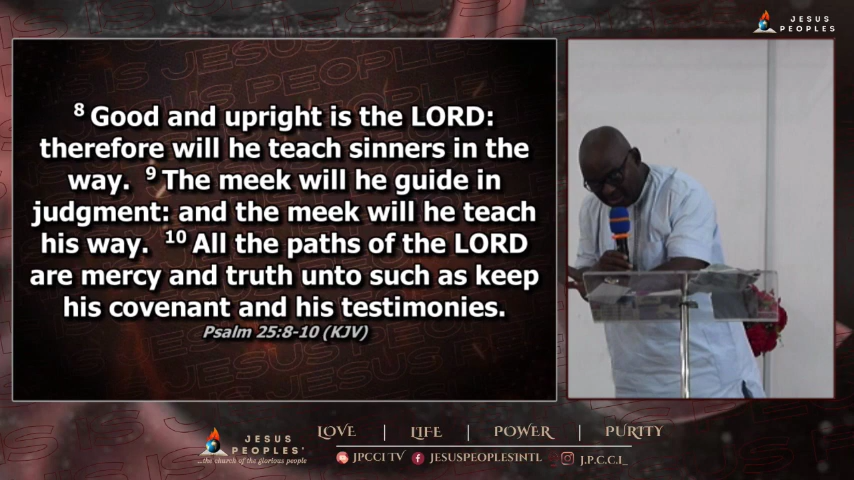 JESUS
PEOPLES
8 Good and upright is the LORD:
therefore will he teach sinners in the
way. 9 The meek will he guide in
judgment: and the meek will he teach
his way. 10 All the paths of the LORD
are mercy and truth unto such as keep
his covenant and his testimonies.
Psalm 25:8-10 (KJV)
JESUS
PEOPLES'
...the church of the glorious people
LOVE | LIFE | POWER | PURITY
JPCCI TV JESUSPEOPLESINTL J.P.C.C.I_